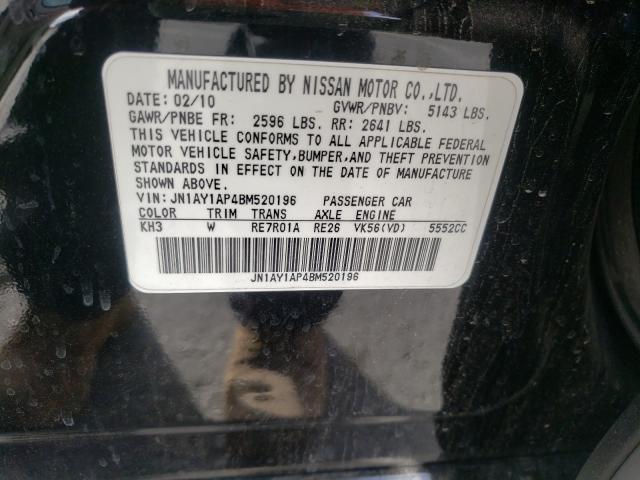 MANUFACTURED BY NISSAN MOTOR CO.,LTD.
DATE: 02/10 GVWR/PNBV: 5143 LBS.
GAWR/PNBE FR: 2596 LBS. RR: 2641 LBS.
THIS VEHICLE CONFORMS TO ALL APPLICABLE FEDERAL
MOTOR VEHICLE SAFETY,BUMPER,AND THEFT PREVENTION
STANDARDS IN EFFECT ON THE DATE OF MANUFACTURE
SHOWN ABOVE.
VIN: JN1AY1AP4BM520196 PASSENGER CAR
COLOR TRIM TRANS AXLE ENGINE
KH3 W RE7R01A RE26 VK56(VD) 5552CC
JN1AY1AP4BM520196